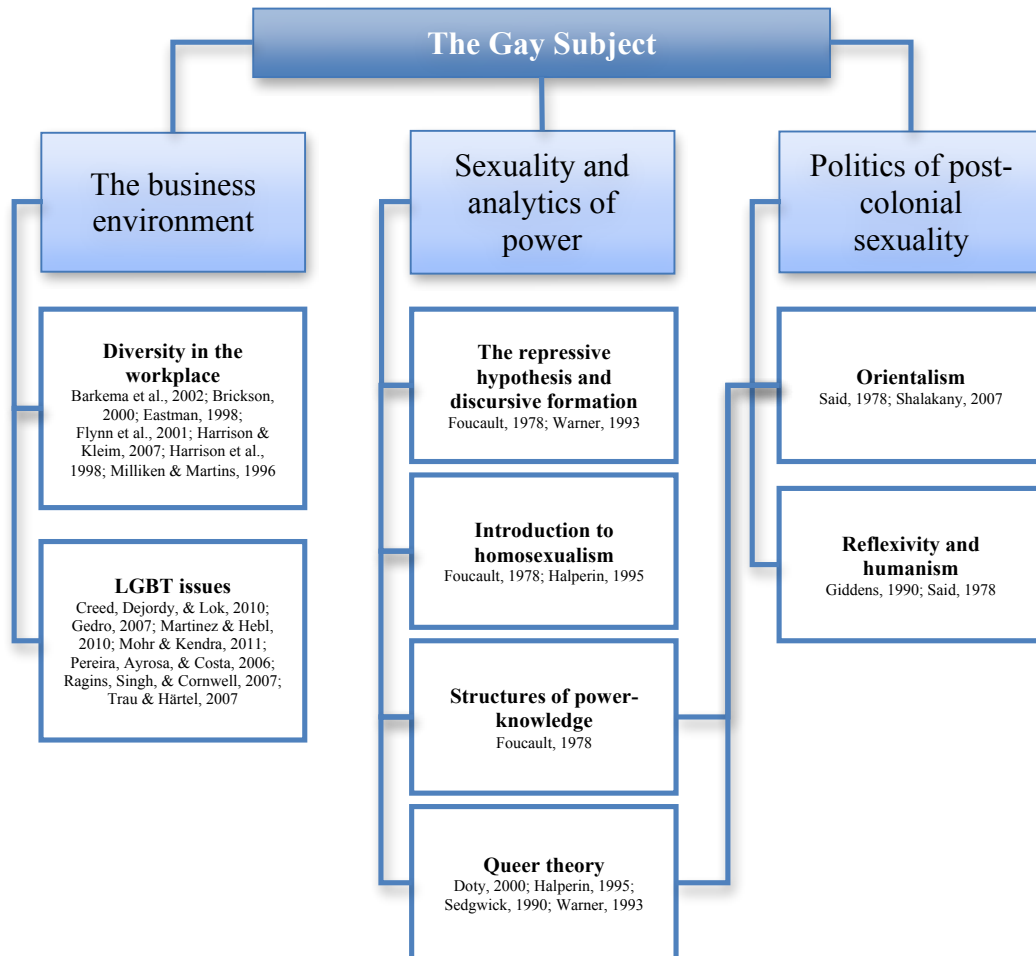 The Gay Subject
The business
environment
Diversity in the
workplace
Barkema et al., 2002; Brickson,
2000; Eastman, 1998;
Flynn et al., 2001; Harrison &
Kleim, 2007; Harrison et al.,
1998; Milliken & Martins, 1996
LGBT issues
Creed, Dejordy, & Lok, 2010;
Gedro, 2007; Martinez & Hebl,
2010; Mohr & Kendra, 2011;
Pereira, Ayrosa, & Costa, 2006;
Ragins, Singh, & Cornwell, 2007;
Trau & Härtel, 2007
Sexuality and
analytics of
power
The repressive
hypothesis and
discursive formation
Foucault, 1978; Warner, 1993
Introduction to
homosexualism
Foucault, 1978; Halperin, 1995
Structures of power-
knowledge
Foucault, 1978
Queer theory
Doty, 2000; Halperin, 1995;
Sedgwick, 1990; Warner, 1993
Politics of post-
colonial
sexuality
Orientalism
Said, 1978; Shalakany, 2007
Reflexivity and
humanism
Giddens, 1990; Said, 1978